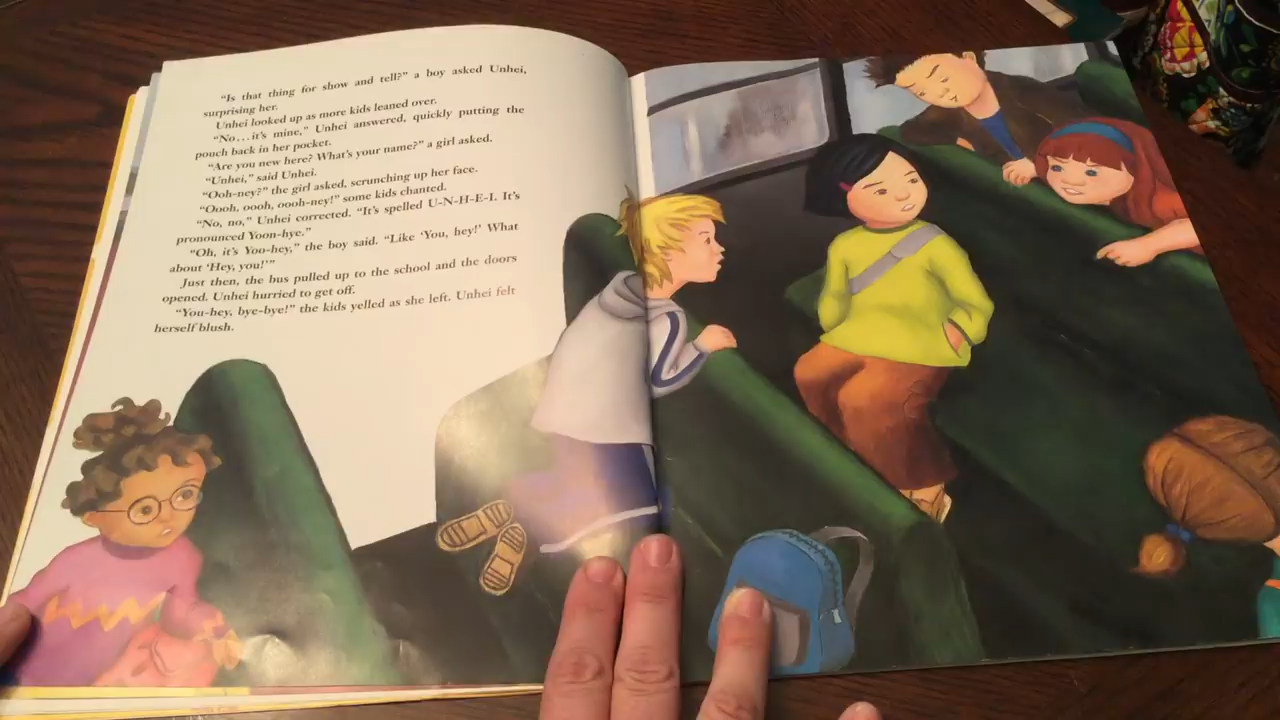 "Is that thing for show and tell?" a boy asked Unhei,
surprising her.
Unhei looked up as more kids leaned over.
"No…it's mine," Unhei answered, quickly putting the
pouch back in her pocket.
"Are you new here? What's your name?" a girl asked.
"Unhei," said Unhei.
"Ooh-ney?" the girl asked, scrunching up her face.
"Oooh, oooh, oooh-ney!" some kids chanted.
"No, no," Unhei corrected. "It's spelled U-N-H-E-I. It's
pronounced Yoon-hye."
"Oh, it's Yoo-hey," the boy said. "Like 'You, hey!' What
about 'Hey, you!'"
Just then, the bus pulled up to the school and the doors
opened. Unhei hurried to get off.
"You-hey, bye-bye!" the kids yelled as she left. Unhei felt
herself blush.